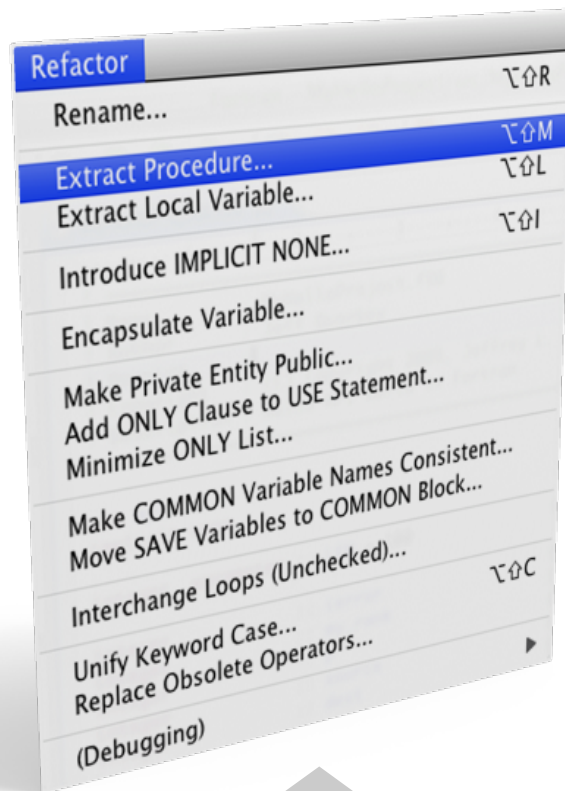 Refactor
Rename... ⌥⇧R
Extract Procedure... ⌥⇧M
Extract Local Variable... ⌥⇧L
Introduce IMPLICIT NONE... ⌥⇧I
Encapsulate Variable...
Make Private Entity Public...
Add ONLY Clause to USE Statement...
Minimize ONLY List...
Make COMMON Variable Names Consistent...
Move SAVE Variables to COMMON Block...
Interchange Loops (Unchecked)...
Unify Keyword Case... ⌥⇧C
Replace Obsolete Operators...
(Debugging)